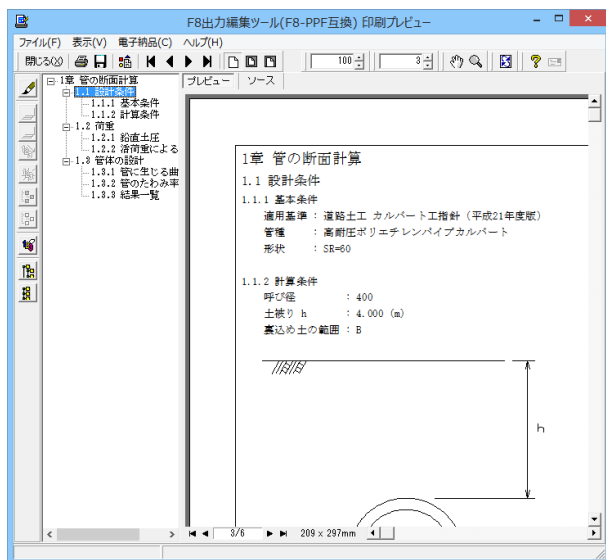 F8出力編集ツール(F8-PPF互換) 印刷プレビュー
ファイル(F) 表示(V) 電子納品(C) ヘルプ(H)
閉じる(X) 100 3
プレビュー ソース
1章 管の断面計算
1.1 設計条件
1.1.1 基本条件
1.1.2 計算条件
1.2 荷重
1.2.1 鉛直土圧
1.2.2 活荷重による
1.3 管体の設計
1.3.1 管に生じる曲
1.3.2 管のたわみ率
1.3.3 結果一覧
1章 管の断面計算
1.1 設計条件
1.1.1 基本条件
適用基準 : 道路土工 カルバート工指針 (平成21年度版)
管種 : 高耐圧ポリエチレンパイプカルバート
形状 : SR=60
1.1.2 計算条件
呼び径 : 400
土被り h : 4.000 (m)
裏込め土の範囲 : B
h
3/6 209 x 297mm